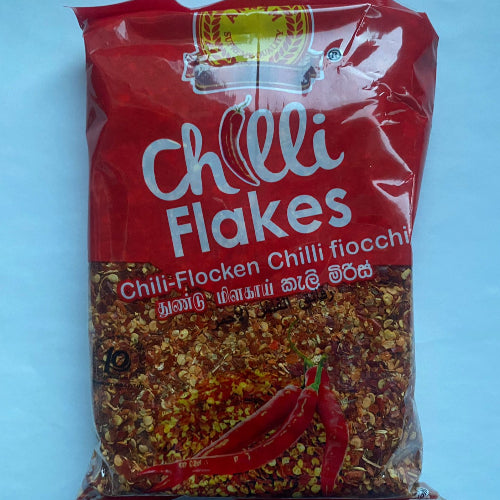 Chilli
Flakes
Chili-Flocken Chilli fiocchi
துண்டு மிளகாய் කෑලි මිරිස්